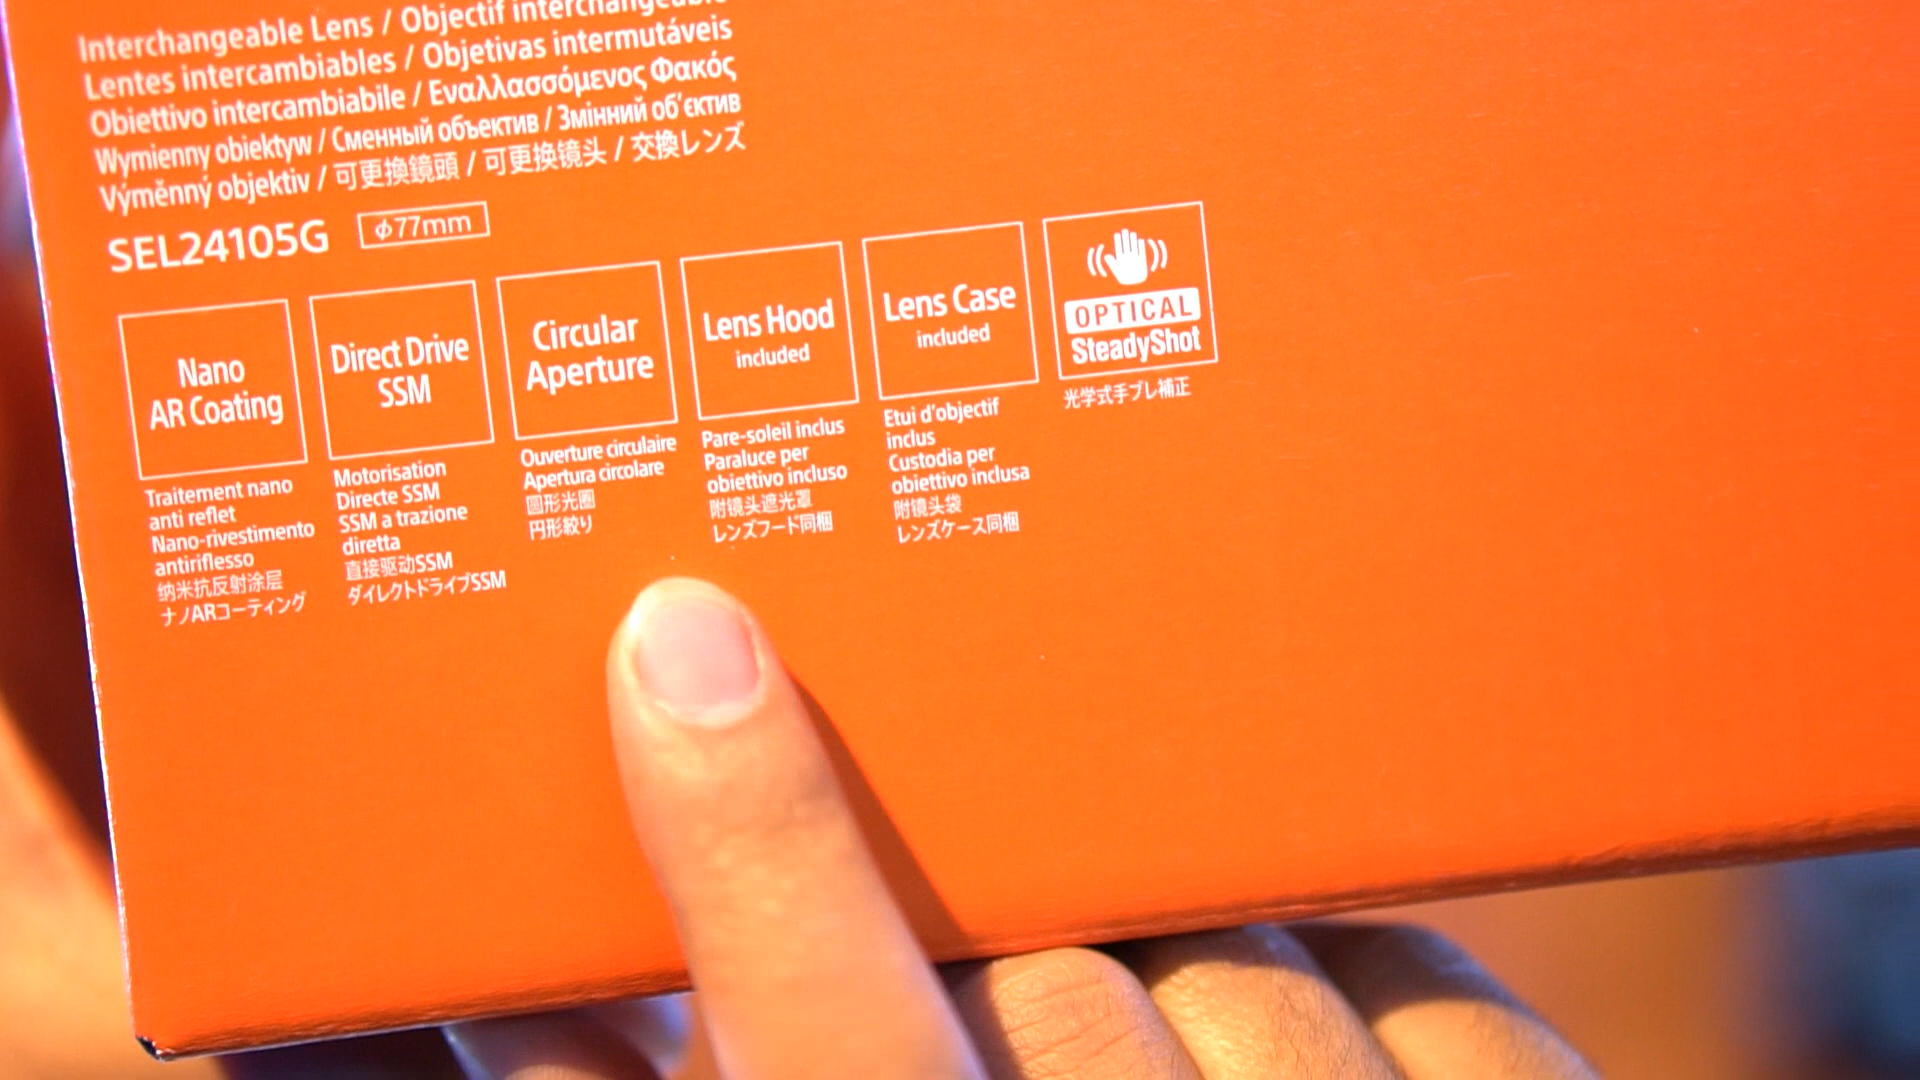 Interchangeable Lens / Objectif interchangeable
Lentes intercambiables / Objetivas intermutáveis
Obiettivo intercambiabile / Εναλλασσόμενος Φακός
Wymienny obiektyw / Сменный объектив / Змінний об'єктив
Výměnný objektiv / 可更換鏡頭 / 可更换镜头 / 交換レンズ
SEL24105G
φ77mm
Nano
AR Coating
Traitement nano
anti reflet
Nano-rivestimento
antiriflesso
纳米抗反射涂层
ナノARコーティング
Direct Drive
SSM
Motorisation
Directe SSM
SSM a trazione
diretta
直接驱动SSM
ダイレクトドライブSSM
Circular
Aperture
Ouverture circulaire
Apertura circolare
圆形光圈
円形絞り
Lens Hood
included
Pare-soleil inclus
Paraluce per
obiettivo incluso
附镜头遮光罩
レンズフード同梱
Lens Case
included
Etui d'objectif
inclus
Custodia per
obiettivo inclusa
附镜头袋
レンズケース同梱
OPTICAL
SteadyShot
光学式手ブレ補正